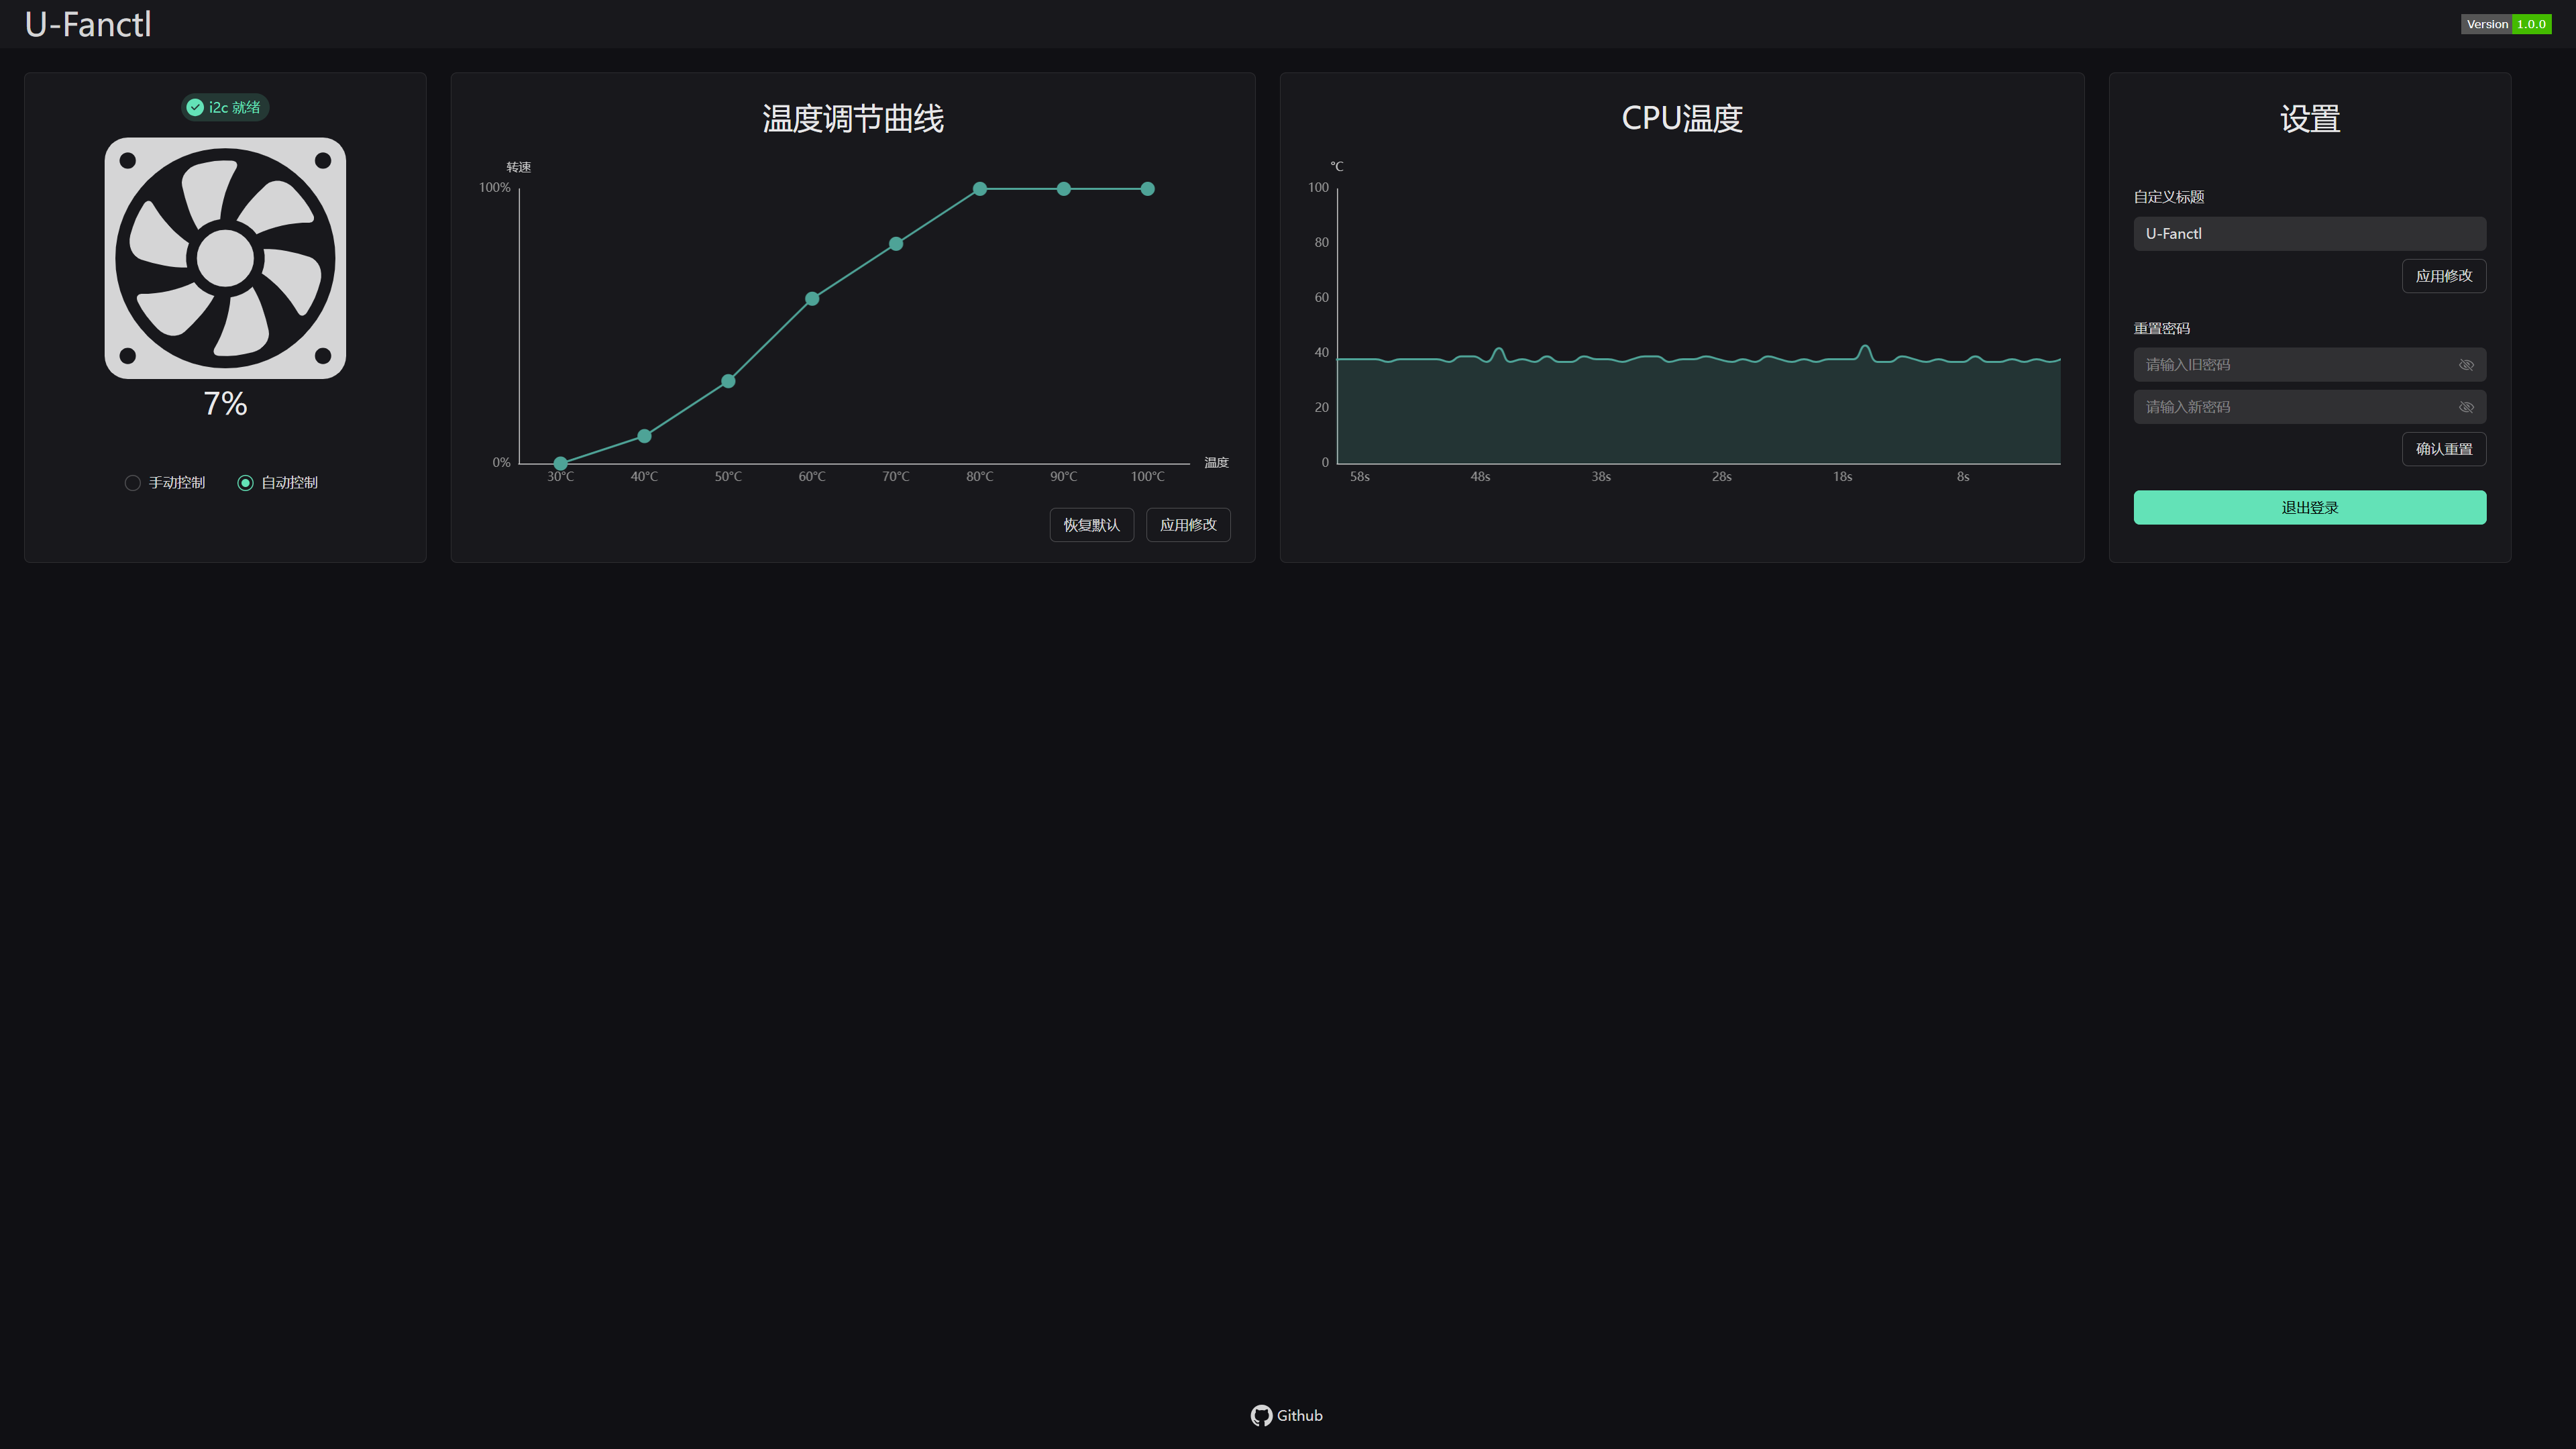 U-Fanctl
Version 1.0.0
i2c 就绪
7%
手动控制
自动控制
温度调节曲线
转速
100%
0%
30°C 40°C 50°C 60°C 70°C 80°C 90°C 100°C
温度
恢复默认
应用修改
CPU温度
°C
100
80
60
40
20
0
58s 48s 38s 28s 18s 8s
设置
自定义标题
U-Fanctl
应用修改
重置密码
请输入旧密码
请输入新密码
确认重置
退出登录
Github